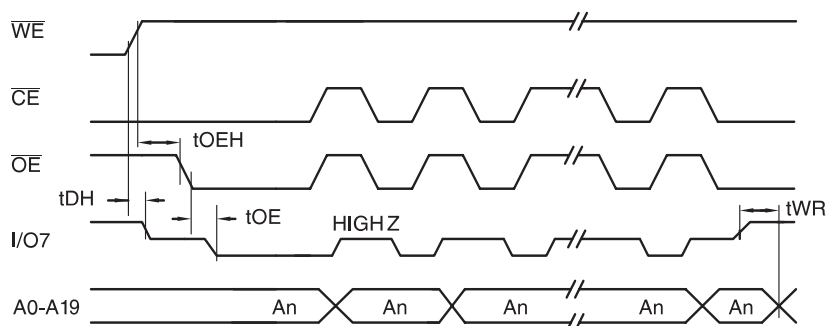 WE
CE
tOEH
OE
tDH
tOE
tWR
I/O7
HIGH Z
A0-A19
An An An An An